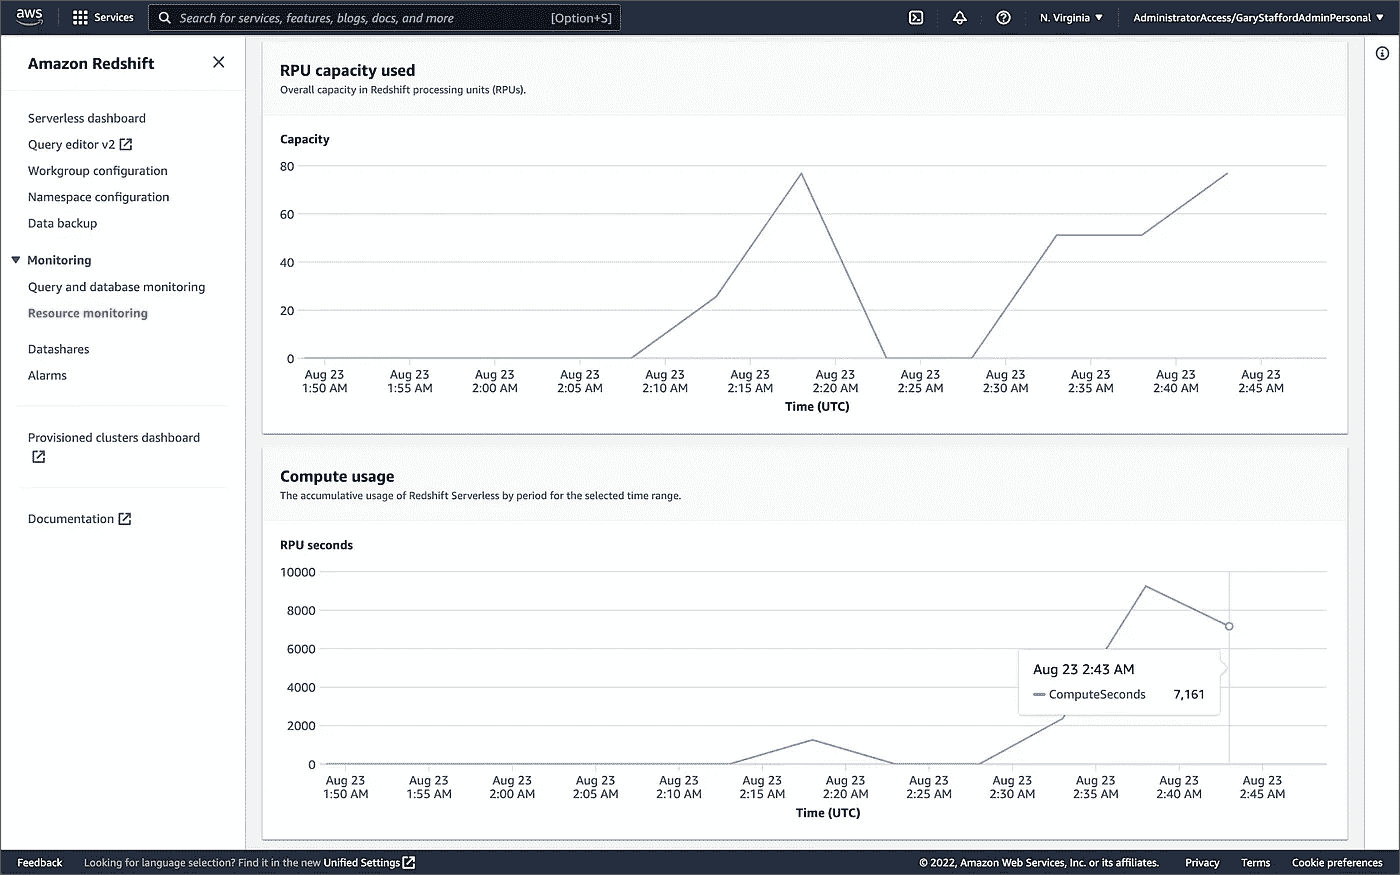 aws
Services
Search for services, features, blogs, docs, and more [Option+S]
N. Virginia
AdministratorAccess/GaryStaffordAdminPersonal
Amazon Redshift
Serverless dashboard
Query editor v2
Workgroup configuration
Namespace configuration
Data backup
Monitoring
Query and database monitoring
Resource monitoring
Datashares
Alarms
Provisioned clusters dashboard
Documentation
RPU capacity used
Overall capacity in Redshift processing units (RPUs).
Capacity
80
60
40
20
0
Aug 23 Aug 23 Aug 23 Aug 23 Aug 23 Aug 23 Aug 23 Aug 23 Aug 23 Aug 23 Aug 23 Aug 23
1:50 AM 1:55 AM 2:00 AM 2:05 AM 2:10 AM 2:15 AM 2:20 AM 2:25 AM 2:30 AM 2:35 AM 2:40 AM 2:45 AM
Time (UTC)
Compute usage
The accumulative usage of Redshift Serverless by period for the selected time range.
RPU seconds
10000
8000
6000
4000
2000
0
Aug 23 2:43 AM
ComputeSeconds 7,161
Aug 23 Aug 23 Aug 23 Aug 23 Aug 23 Aug 23 Aug 23 Aug 23 Aug 23 Aug 23 Aug 23 Aug 23
1:50 AM 1:55 AM 2:00 AM 2:05 AM 2:10 AM 2:15 AM 2:20 AM 2:25 AM 2:30 AM 2:35 AM 2:40 AM 2:45 AM
Time (UTC)
Feedback
Looking for language selection? Find it in the new Unified Settings
© 2022, Amazon Web Services, Inc. or its affiliates.
Privacy
Terms
Cookie preferences